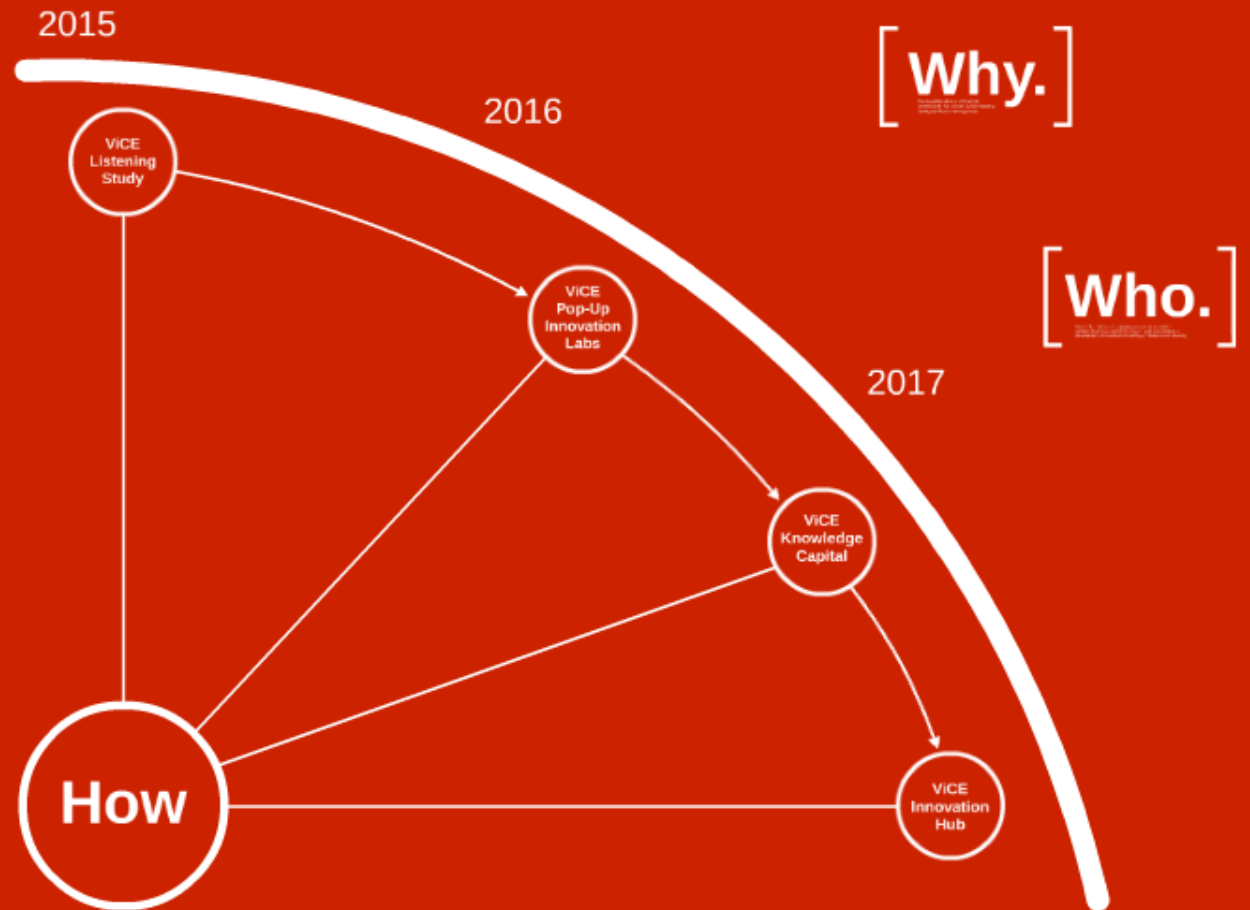 2015
2016
2017
Why.
Who.
ViCE
Listening
Study
ViCE
Pop-Up
Innovation
Labs
ViCE
Knowledge
Capital
ViCE
Innovation
Hub
How